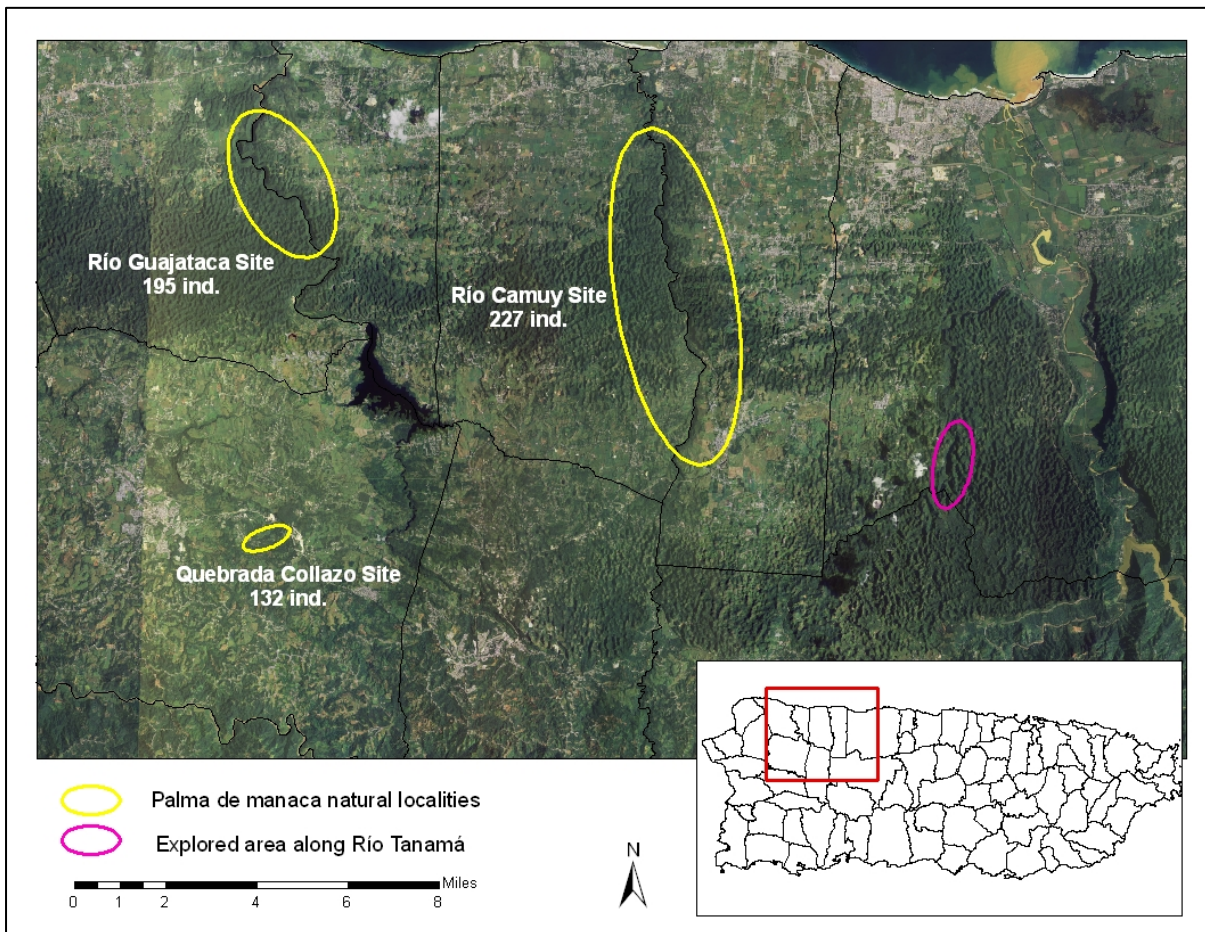 Río Guajataca Site
195 ind.
Río Camuy Site
227 ind.
Quebrada Collazo Site
132 ind.
Palma de manaca natural localities
Explored area along Río Tanamá
Miles
0 1 2 4 6 8
N